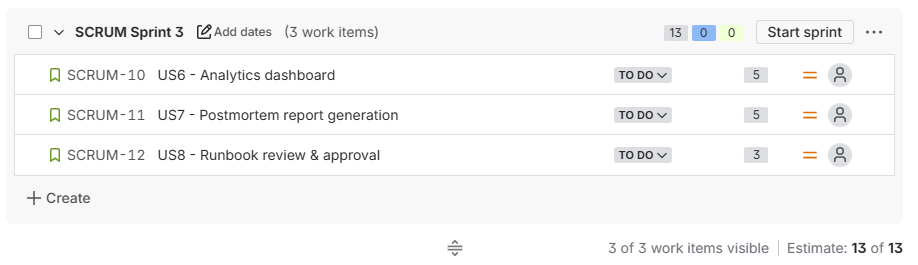 SCRUM Sprint 3 Add dates (3 work items) 13 0 0 Start sprint
SCRUM-10 US6 - Analytics dashboard TO DO 5
SCRUM-11 US7 - Postmortem report generation TO DO 5
SCRUM-12 US8 - Runbook review & approval TO DO 3
Create
3 of 3 work items visible Estimate: 13 of 13